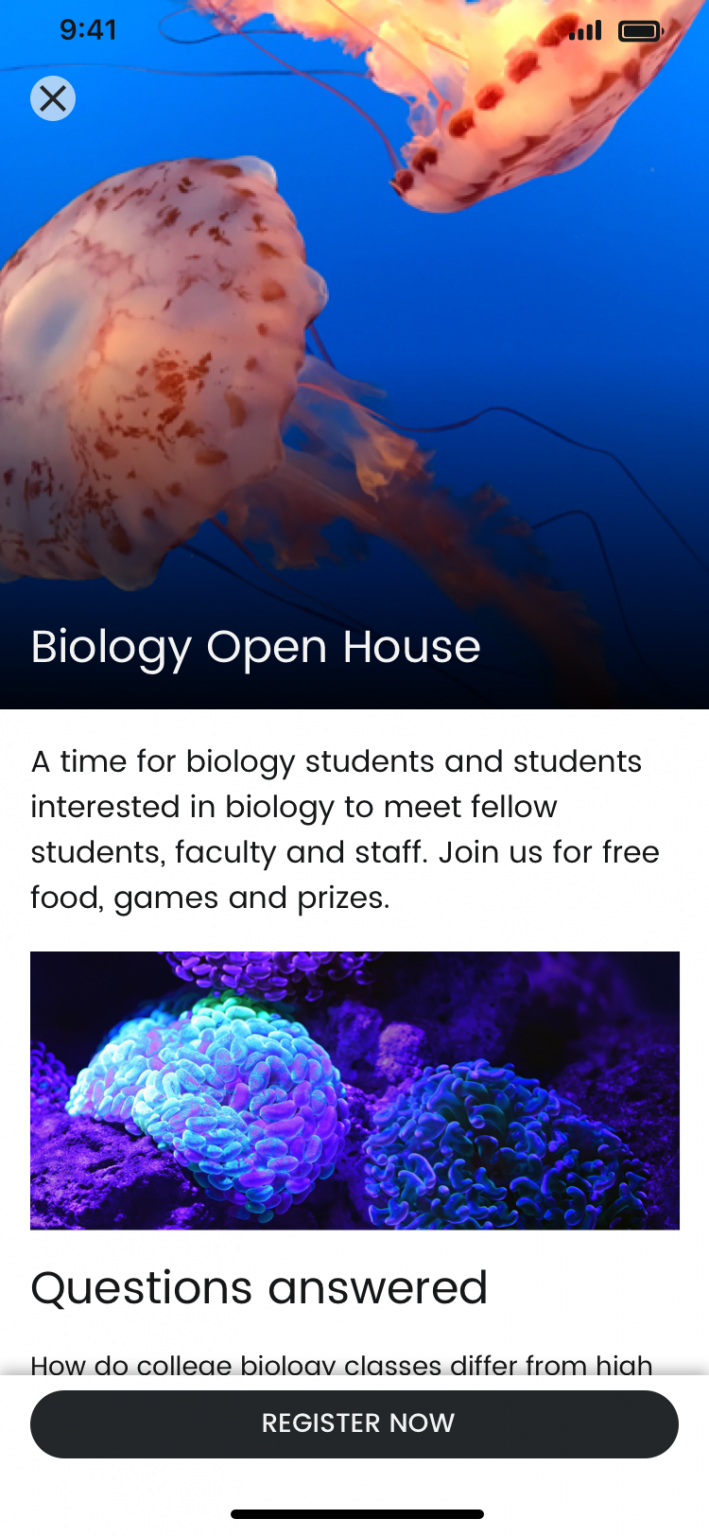 9:41
Biology Open House
A time for biology students and students
interested in biology to meet fellow
students, faculty and staff. Join us for free
food, games and prizes.
Questions answered
How do college biology classes differ from high
REGISTER NOW